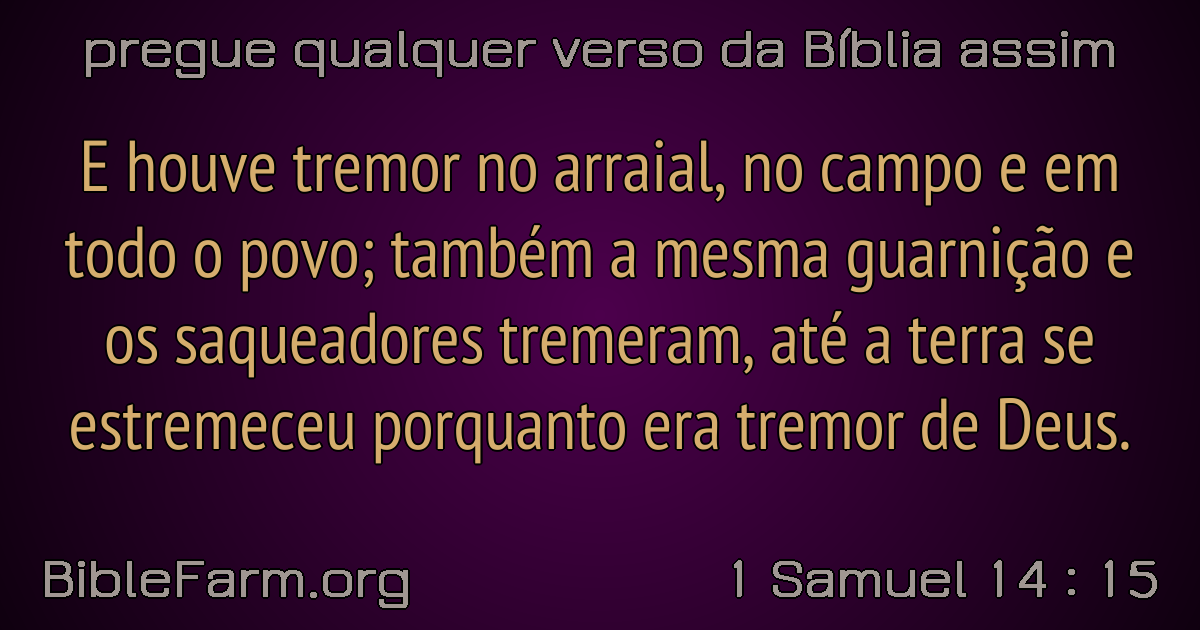 pregue qualquer verso da Bíblia assim
E houve tremor no arraial, no campo e em
todo o povo; também a mesma guarnição e
os saqueadores tremeram, até a terra se
estremeceu porquanto era tremor de Deus.
BibleFarm.org
1 Samuel 14 : 15